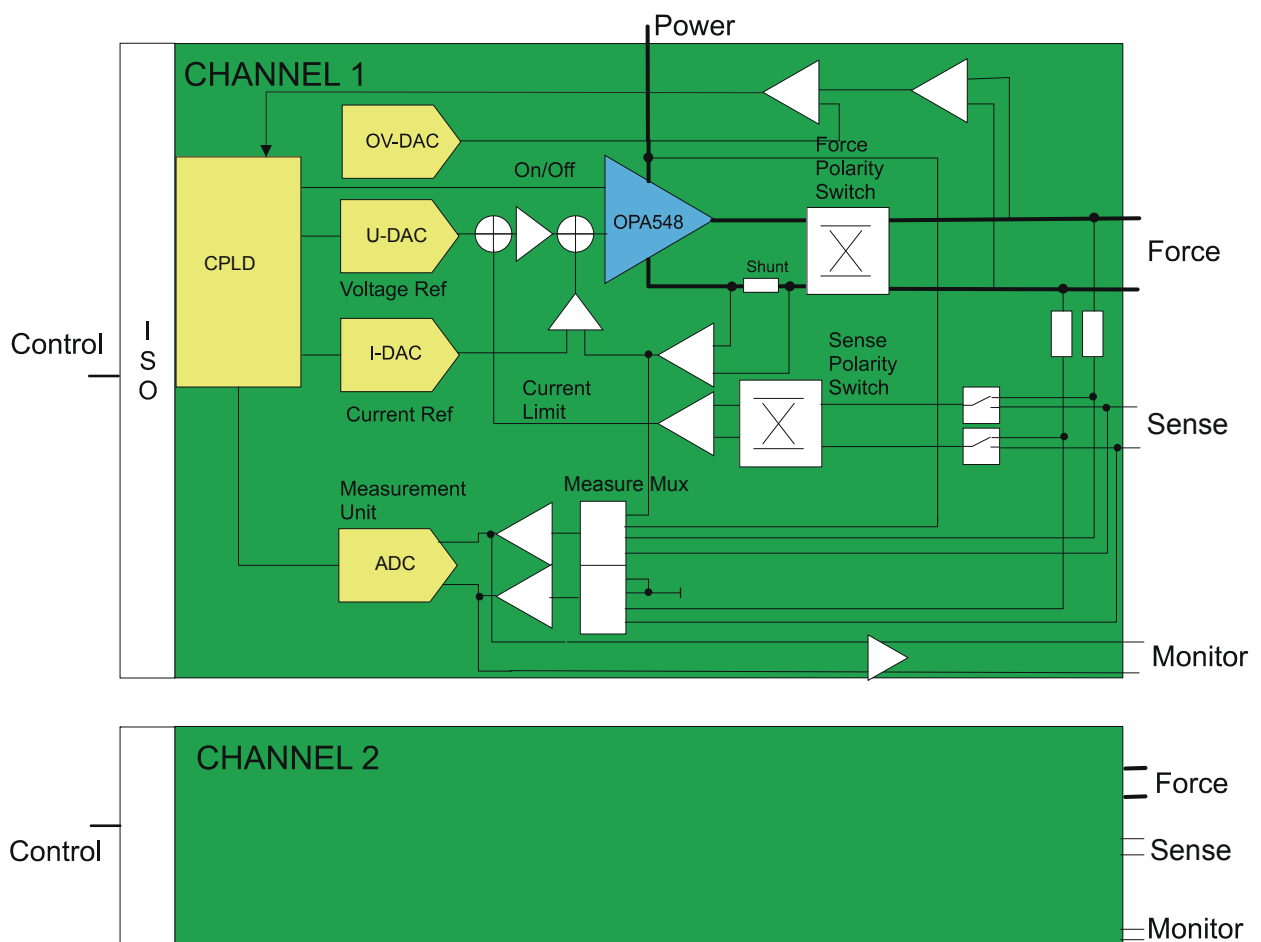 Power
CHANNEL 1
OV-DAC
Force
Polarity
Switch
On/Off
OPA548
U-DAC
CPLD
Voltage Ref
Shunt
Force
Control
I
S
O
I-DAC
Sense
Polarity
Switch
Current Ref
Current
Limit
Sense
Measurement
Unit
Measure Mux
ADC
Monitor
CHANNEL 2
Force
Control
Sense
Monitor